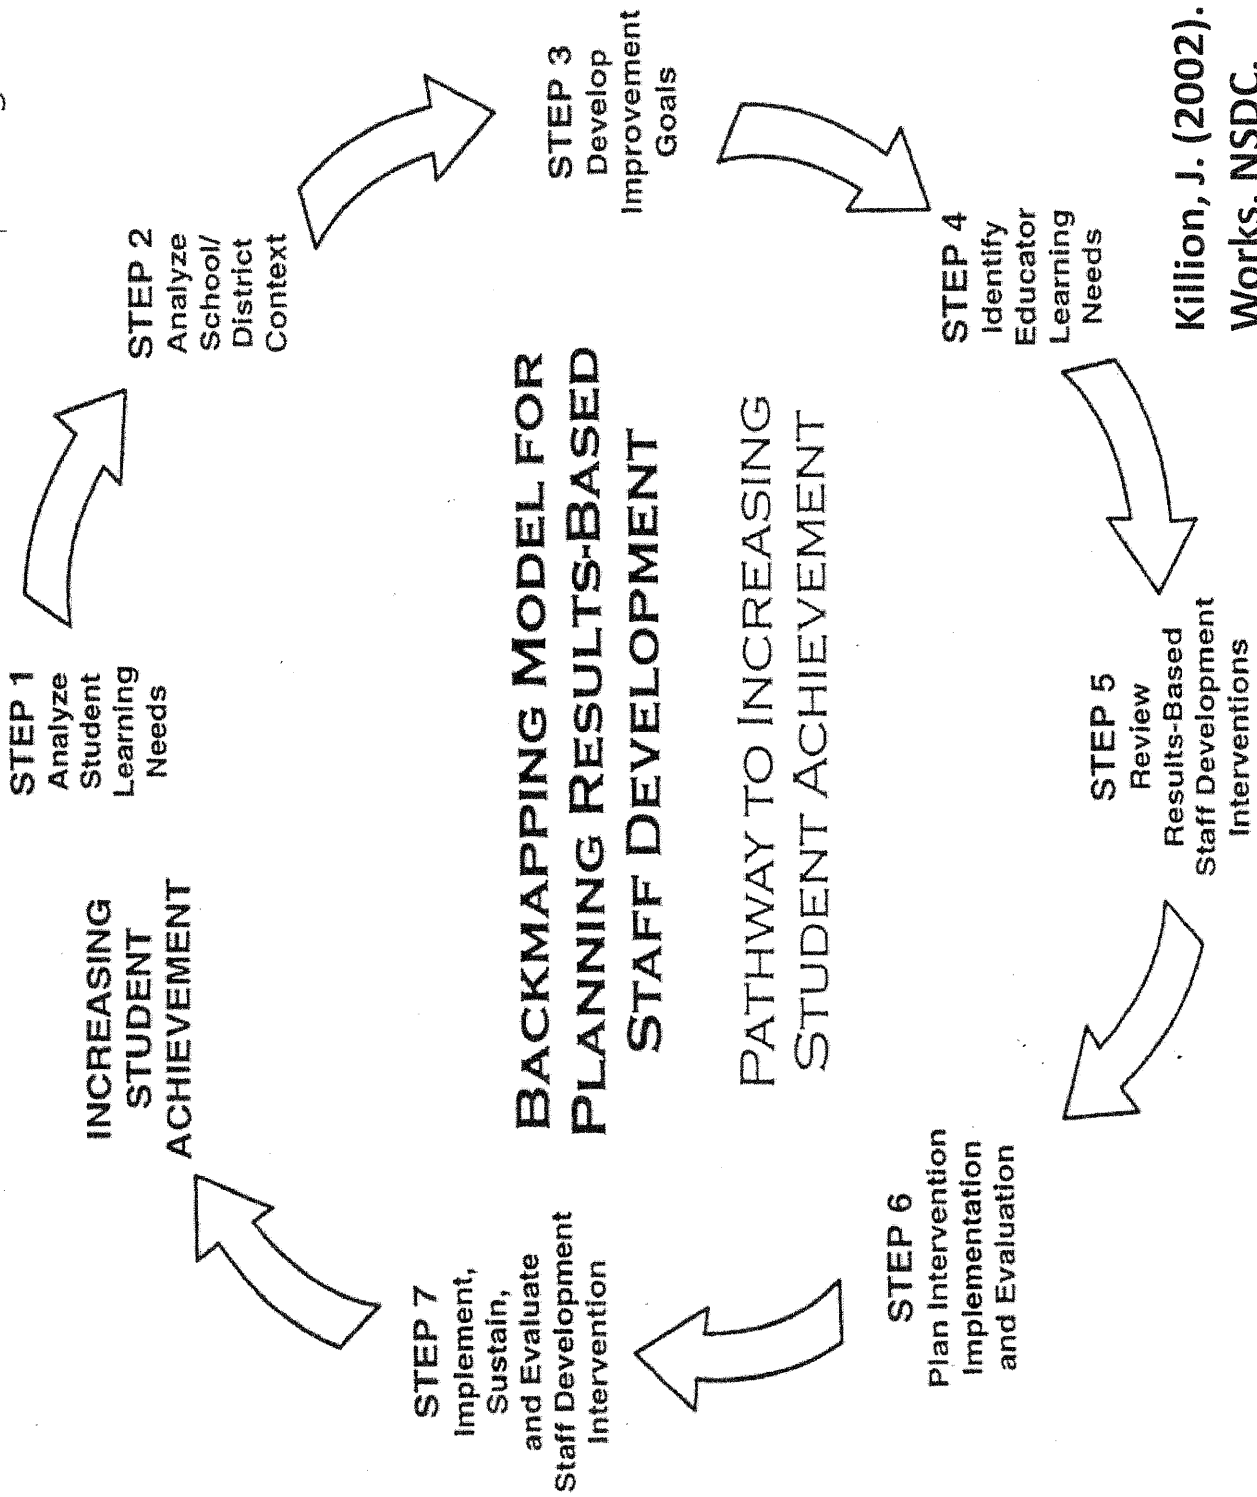 INCREASING
STUDENT
ACHIEVEMENT
STEP 1
Analyze
Student
Learning
Needs
STEP 2
Analyze
School/
District
Context
STEP 3
Develop
Improvement
Goals
STEP 4
Identify
Educator
Learning
Needs
STEP 5
Review
Results-Based
Staff Development
Interventions
STEP 6
Plan Intervention
Implementation
and Evaluation
STEP 7
Implement,
Sustain,
and Evaluate
Staff Development
Intervention
BACKMAPPING MODEL FOR
PLANNING RESULTS-BASED
STAFF DEVELOPMENT
PATHWAY TO INCREASING
STUDENT ACHIEVEMENT
Killion, J. (2002).
Works. NSDC.